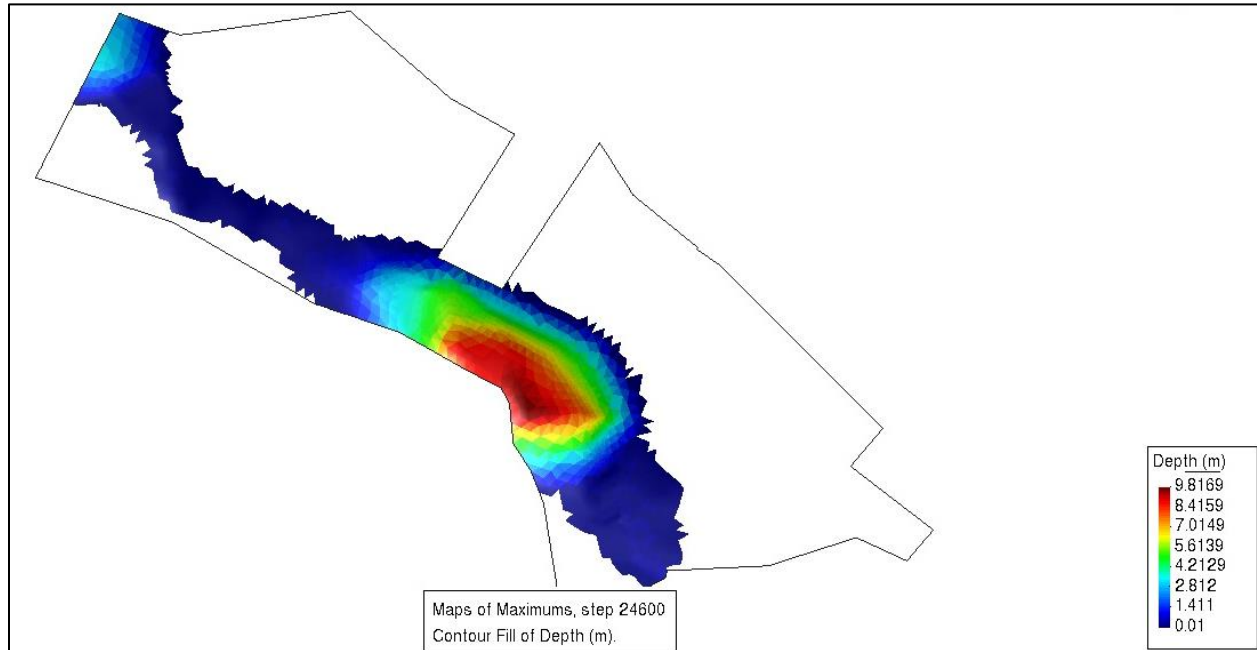 Depth (m)
9.8169
8.4159
7.0149
5.6139
4.2129
2.812
1.411
0.01
Maps of Maximums, step 24600
Contour Fill of Depth (m).